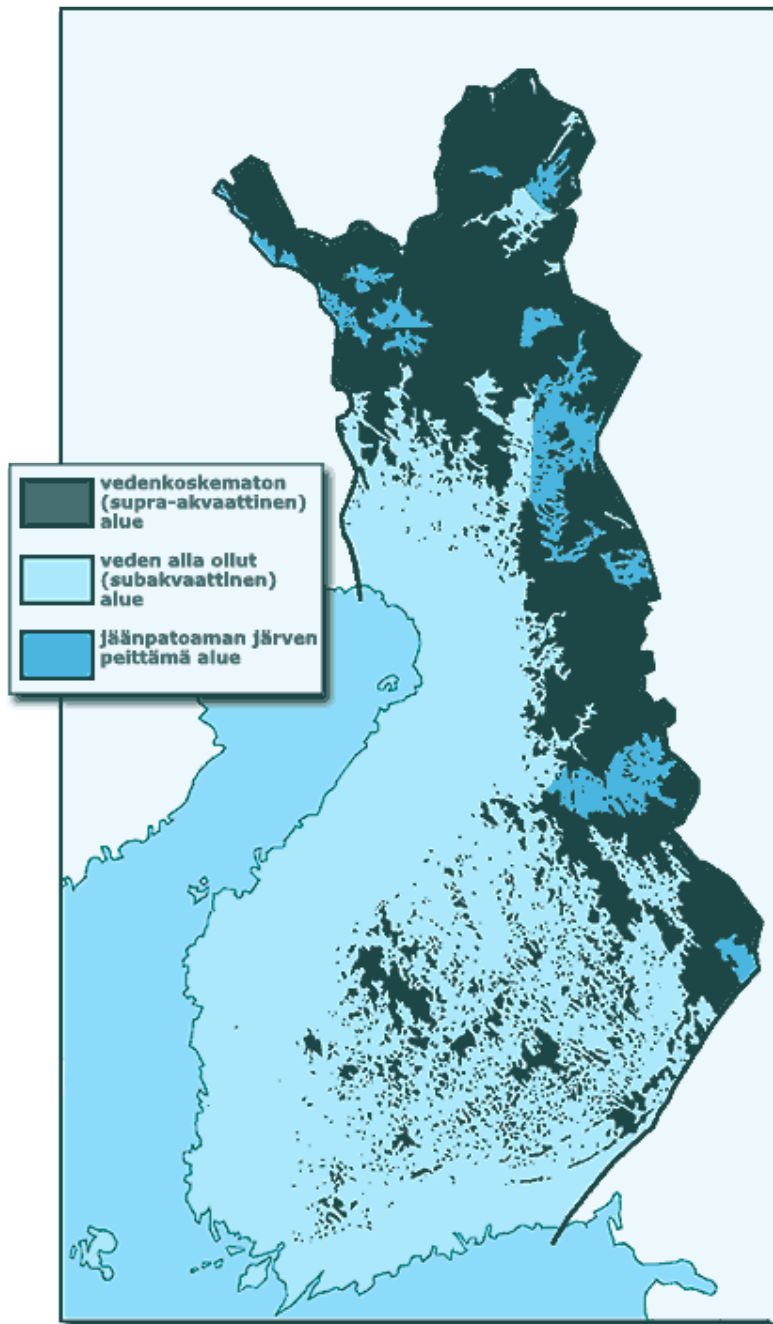 vedenkoskematon
(supra-akvaattinen)
alue
veden alla ollut
(subakvaattinen)
alue
jäänpatoaman järven
peittämä alue